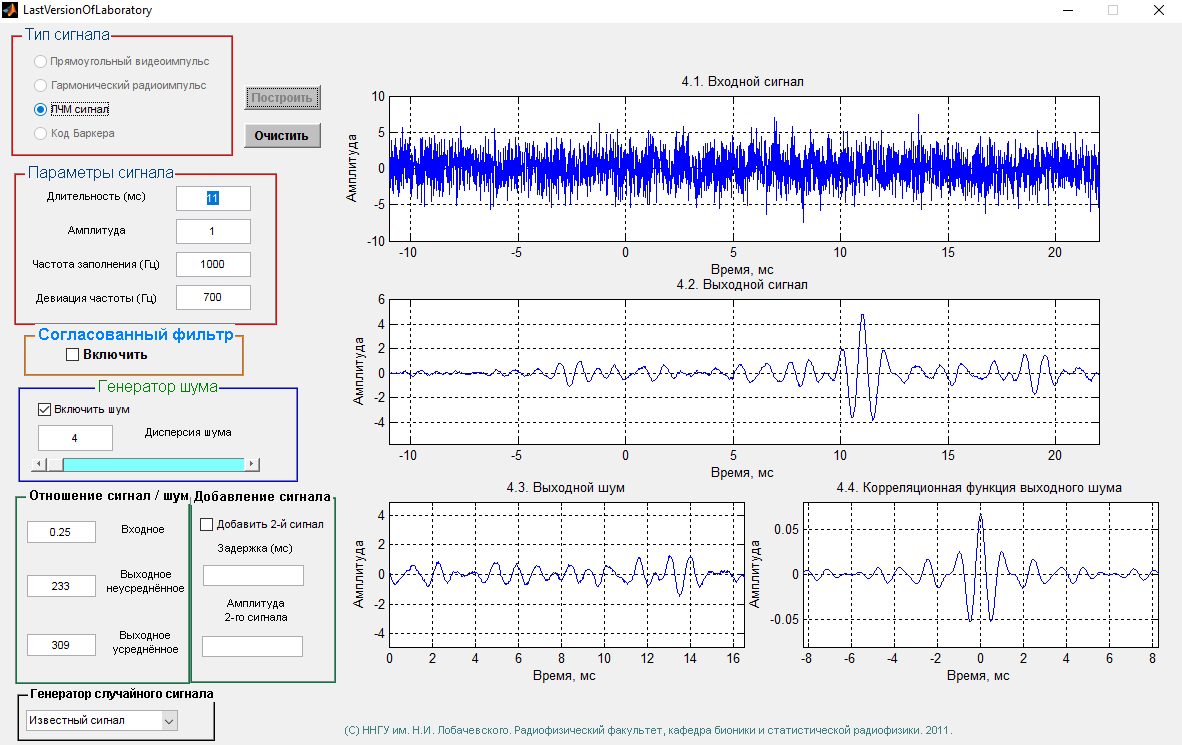 LastVersionOfLaboratory
Тип сигнала
Прямоугольный видеоимпульс
Гармонический радиоимпульс
ЛЧМ сигнал
Код Баркера
Построить
Очистить
Параметры сигнала
Длительность (мс)
11
Амплитуда
1
Частота заполнения (Гц)
1000
Девиация частоты (Гц)
700
Согласованный фильтр
Включить
Генератор шума
Включить шум
4
Дисперсия шума
Отношение сигнал / шум
0.25
Входное
233
Выходное
неусреднённое
309
Выходное
усреднённое
Добавление сигнала
Добавить 2-й сигнал
Задержка (мс)
Амплитуда
2-го сигнала
Генератор случайного сигнала
Известный сигнал
4.1. Входной сигнал
Амплитуда
10
5
0
-5
-10
-10
-5
0
5
10
15
20
Время, мс
4.2. Выходной сигнал
Амплитуда
6
4
2
0
-2
-4
-10
-5
0
5
10
15
20
Время, мс
4.3. Выходной шум
Амплитуда
4
2
0
-2
-4
0
2
4
6
8
10
12
14
16
Время, мс
4.4. Корреляционная функция выходного шума
Амплитуда
0.05
0
-0.05
-8
-6
-4
-2
0
2
4
6
8
Время, мс
(С) ННГУ им. Н.И. Лобачевского. Радиофизический факультет, кафедра бионики и статистической радиофизики. 2011.